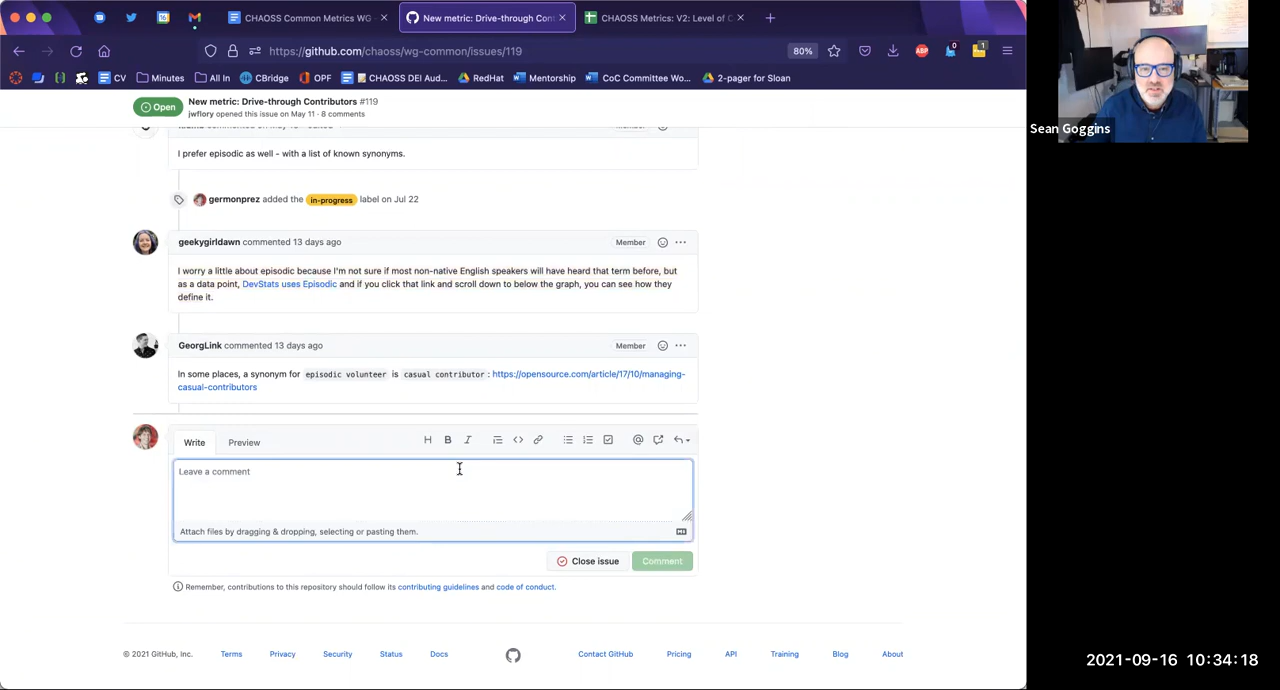 CHAOSS Common Metrics WG
New metric: Drive-through Cont
CHAOSS Metrics: V2: Level of C
https://github.com/chaoss/wg-common/issues/119
80%
ABP
0
1
CV
Minutes
All In
CBridge
OPF
CHAOSS DEI Aud...
RedHat
Mentorship
CoC Committee Wo...
2-pager for Sloan
Open
New metric: Drive-through Contributors #119
jwflory opened this issue on May 11 · 8 comments
I prefer episodic as well - with a list of known synonyms.
germonprez added the in-progress label on Jul 22
geekygirldawn commented 13 days ago
Member
I worry a little about episodic because I'm not sure if most non-native English speakers will have heard that term before, but
as a data point, DevStats uses Episodic and if you click that link and scroll down to below the graph, you can see how they
define it.
GeorgLink commented 13 days ago
Member
In some places, a synonym for episodic volunteer is casual contributor : https://opensource.com/article/17/10/managing-
casual-contributors
Write
Preview
Leave a comment
Attach files by dragging & dropping, selecting or pasting them.
Close issue
Comment
Remember, contributions to this repository should follow its contributing guidelines and code of conduct.
© 2021 GitHub, Inc.
Terms
Privacy
Security
Status
Docs
Contact GitHub
Pricing
API
Training
Blog
About
Sean Goggins
2021-09-16 10:34:18